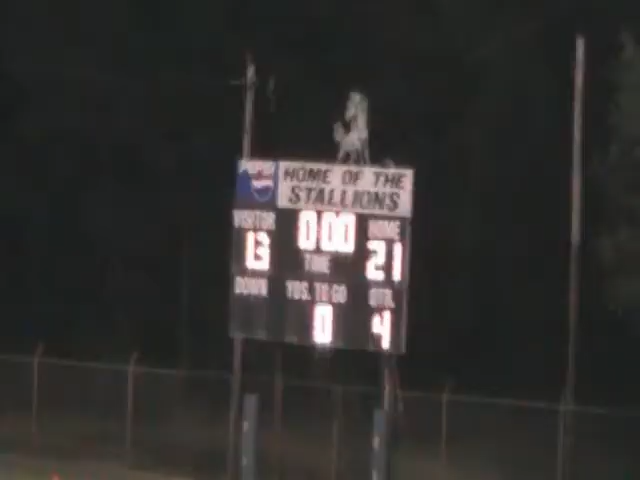 HOME OF THE
STALLIONS
VISITOR 0:00 HOME
13 TIME 21
DOWN YDS. TO GO QTR.
0 4